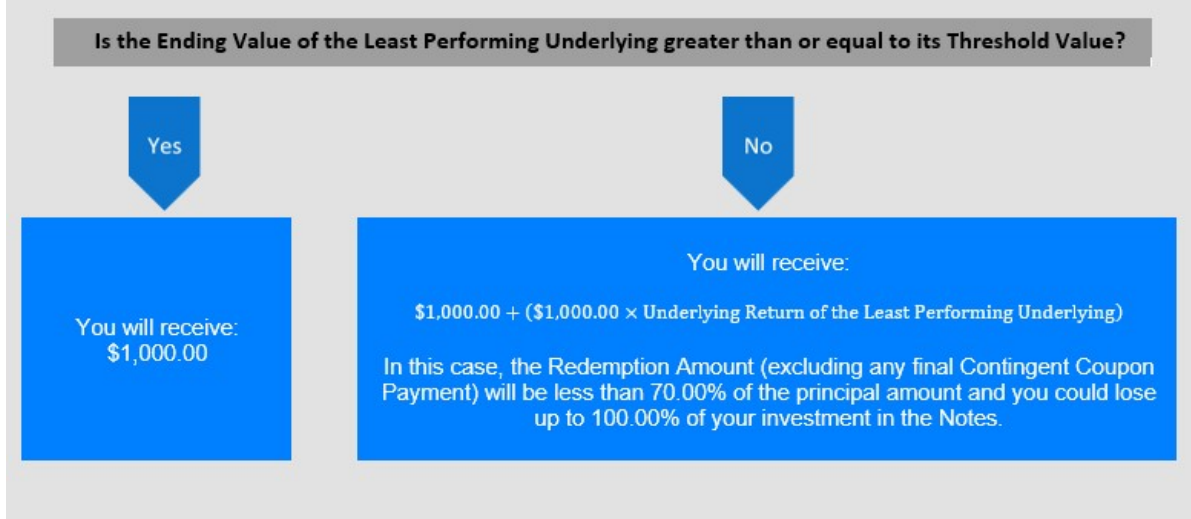 Is the Ending Value of the Least Performing Underlying greater than or equal to its Threshold Value?
Yes
No
You will receive:
$1,000.00
You will receive:
$1,000.00 + ($1,000.00 × Underlying Return of the Least Performing Underlying)
In this case, the Redemption Amount (excluding any final Contingent Coupon
Payment) will be less than 70.00% of the principal amount and you could lose
up to 100.00% of your investment in the Notes.